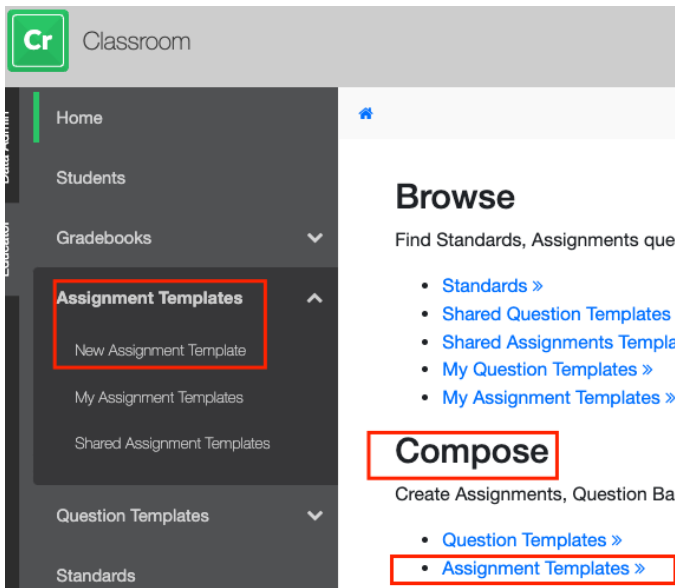 Cr Classroom
Data Admin
Educator
Home
Students
Gradebooks
Assignment Templates
New Assignment Template
My Assignment Templates
Shared Assignment Templates
Question Templates
Standards
Browse
Find Standards, Assignments que
• Standards »
• Shared Question Templates
• Shared Assignments Templa
• My Question Templates »
• My Assignment Templates »
Compose
Create Assignments, Question Ba
• Question Templates »
• Assignment Templates »